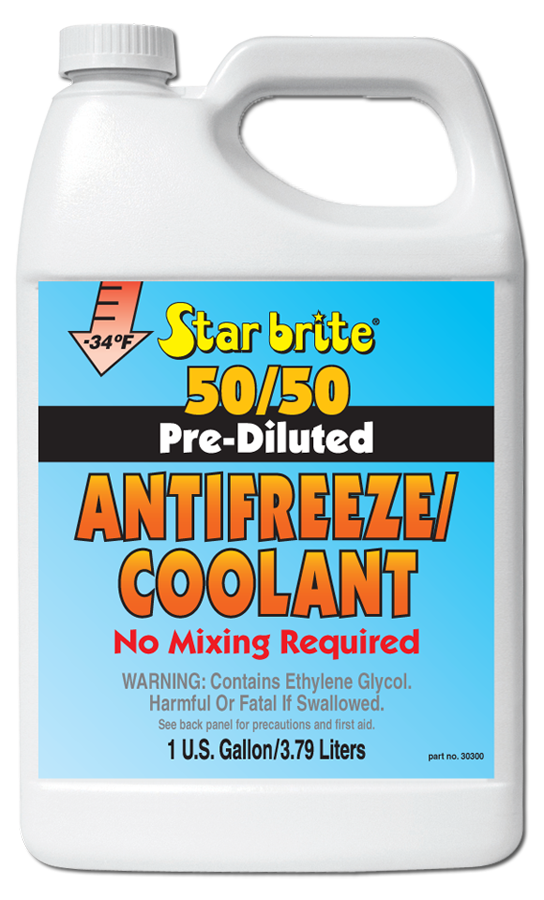 -34ºF
Star brite®
50/50
Pre-Diluted
ANTIFREEZE/
COOLANT
No Mixing Required
WARNING: Contains Ethylene Glycol.
Harmful Or Fatal If Swallowed.
See back panel for precautions and first aid.
1 U.S. Gallon/3.79 Liters
part no. 30300